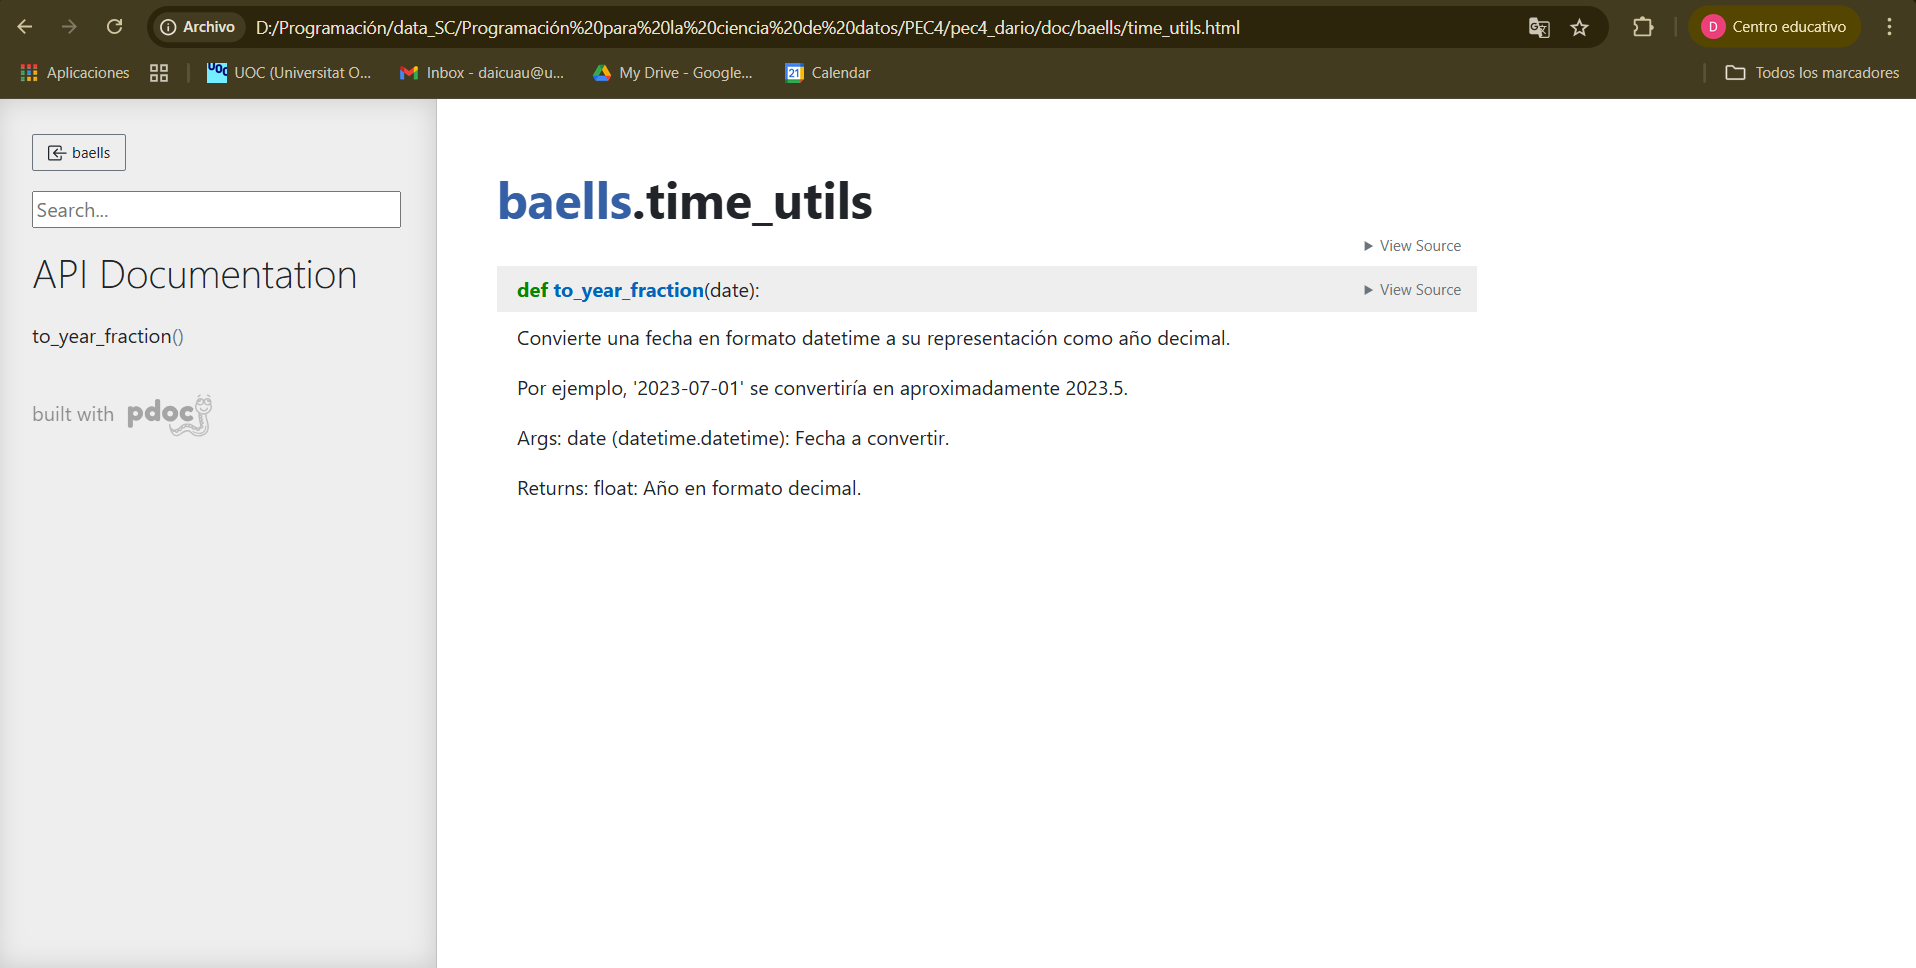 Archivo D:/Programación/data_SC/Programación%20para%20la%20ciencia%20de%20datos/PEC4/pec4_dario/doc/baells/time_utils.html D Centro educativo
Aplicaciones UOC (Universitat O... Inbox - daicuau@u... My Drive - Google... 31 Calendar Todos los marcadores
baells
Search...
API Documentation
to_year_fraction()
built with pdoc
baells.time_utils
View Source
def to_year_fraction(date): View Source
Convierte una fecha en formato datetime a su representación como año decimal.
Por ejemplo, '2023-07-01' se convertiría en aproximadamente 2023.5.
Args: date (datetime.datetime): Fecha a convertir.
Returns: float: Año en formato decimal.